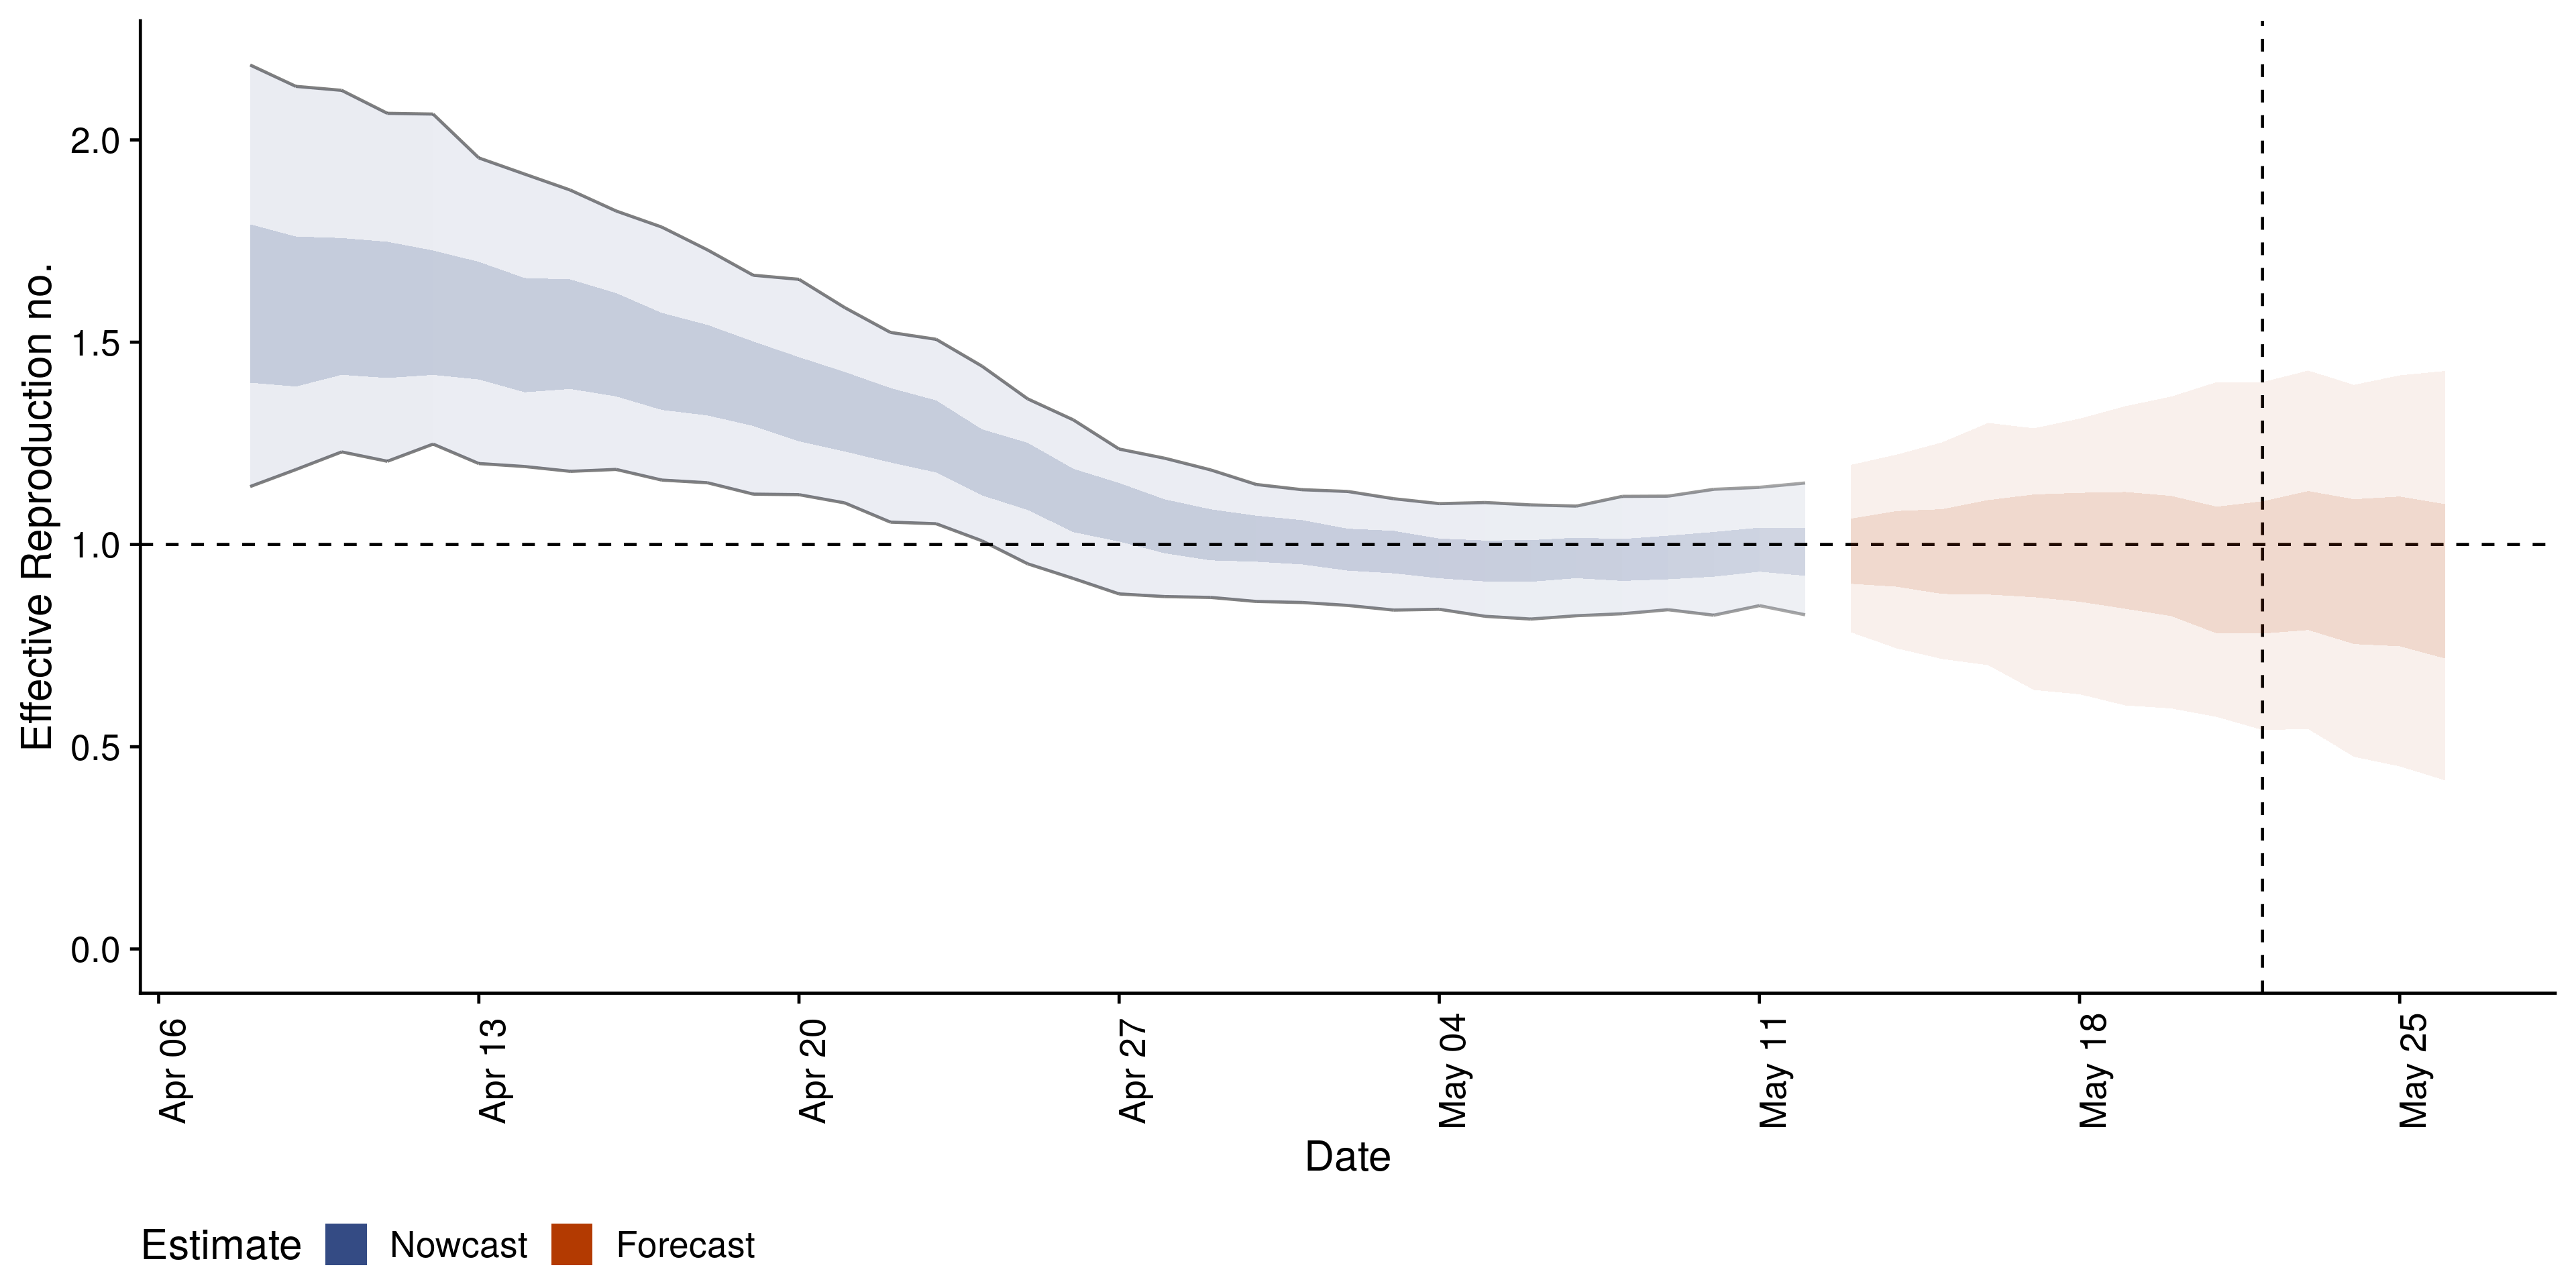 Effective Reproduction no.
2.0
1.5
1.0
0.5
0.0
Apr 06
Apr 13
Apr 20
Apr 27
May 04
May 11
May 18
May 25
Date
Estimate Nowcast Forecast